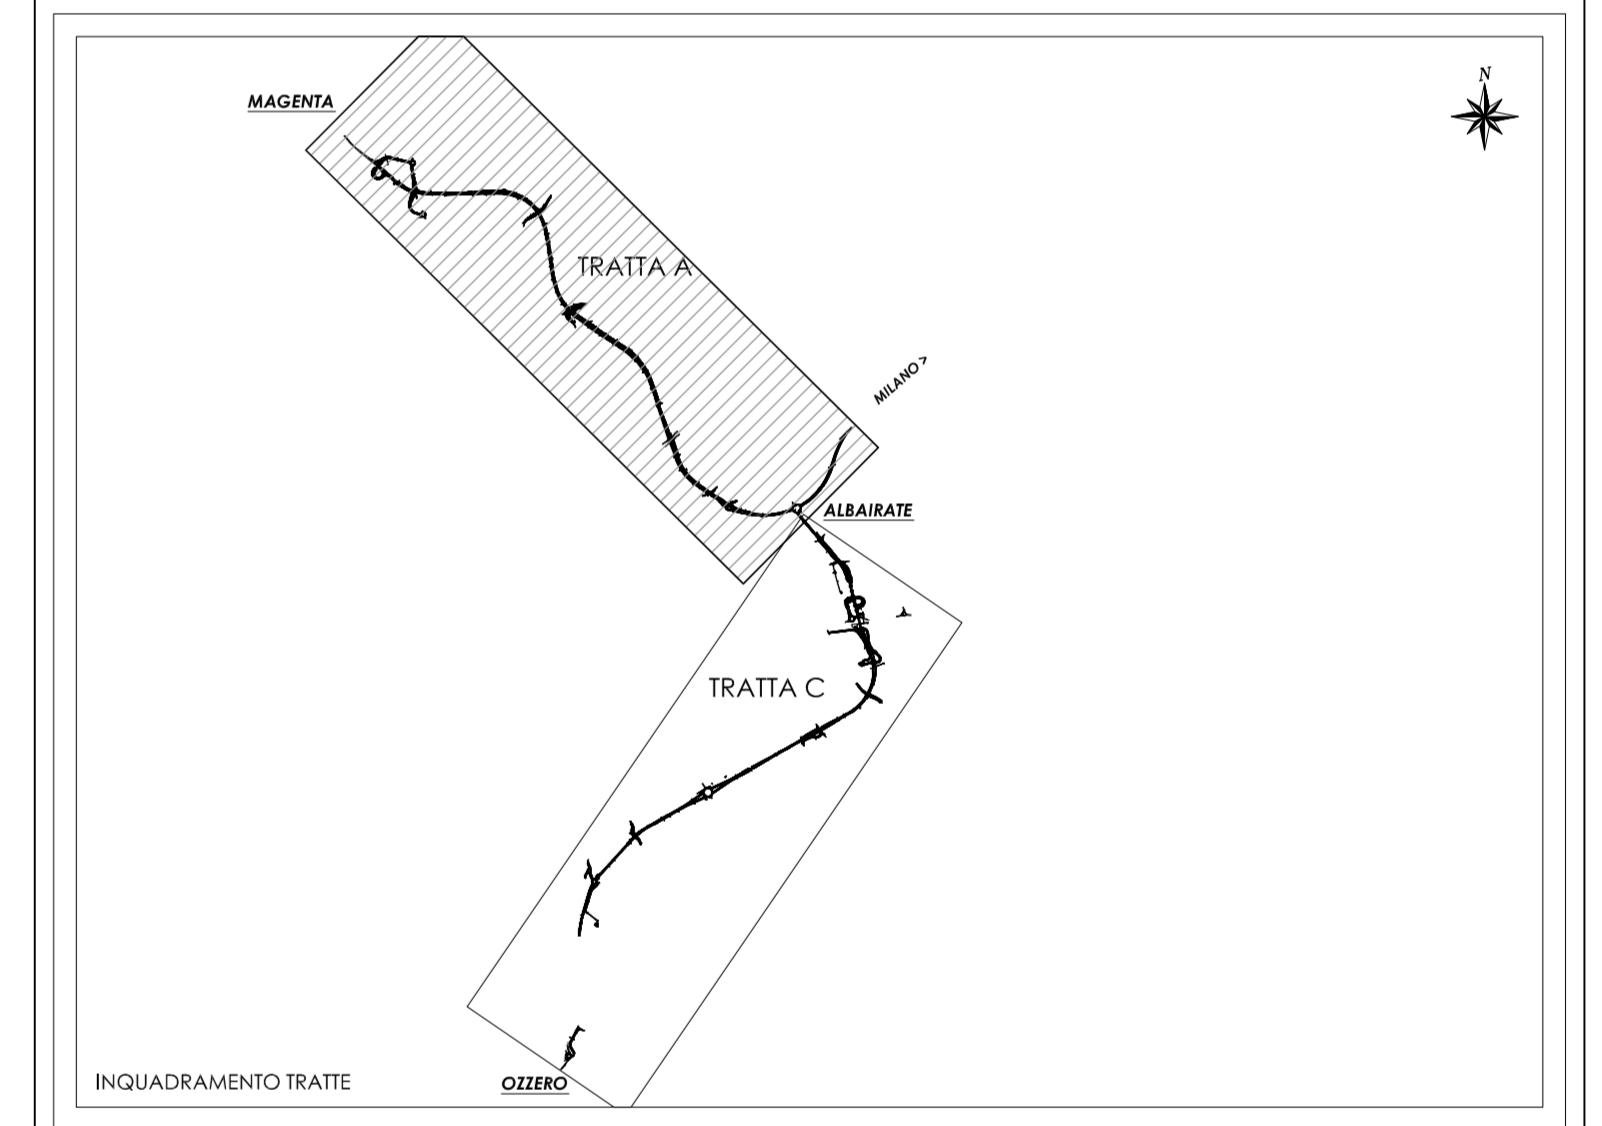 N
MAGENTA
TRATTA A
MILANO >
ALBAIRATE
TRATTA C
INQUADRAMENTO TRATTE
OZZERO